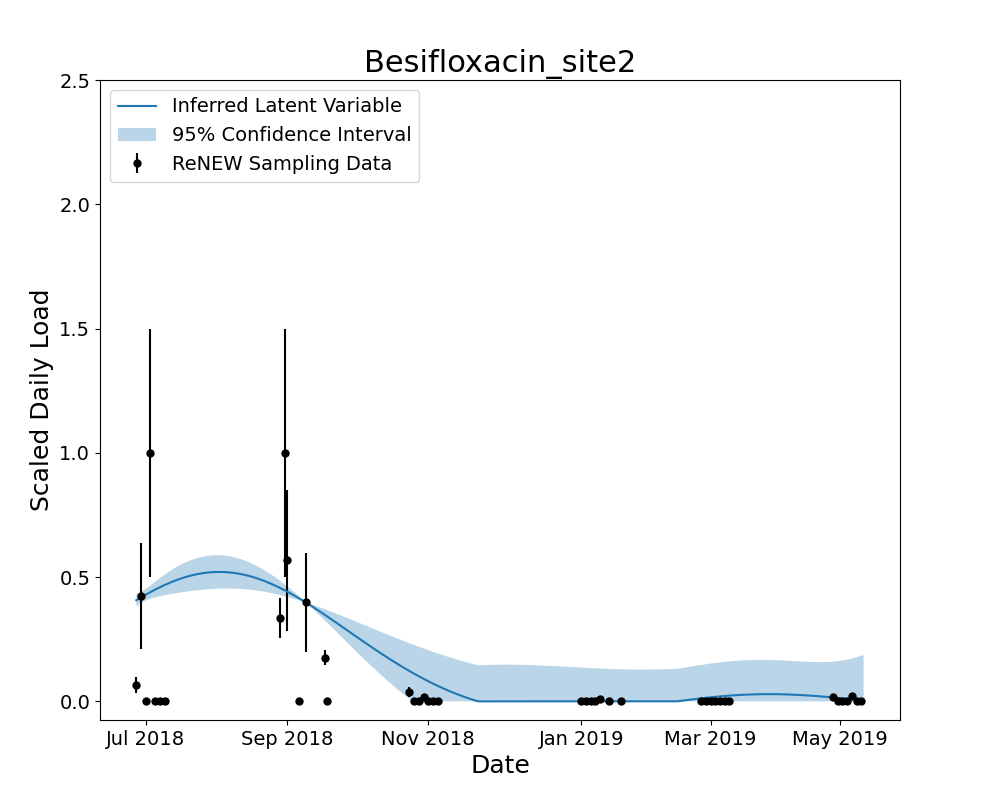 Besifloxacin_site2
2.5
2.0
1.5
1.0
0.5
0.0
Scaled Daily Load
Inferred Latent Variable
95% Confidence Interval
ReNEW Sampling Data
Jul 2018 Sep 2018 Nov 2018 Jan 2019 Mar 2019 May 2019
Date